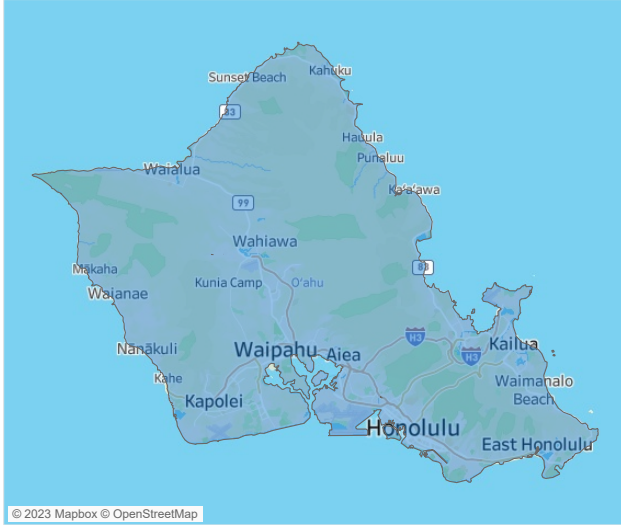 Kahuku
Sunset Beach
83
Hauula
Punaluu
Waialua
Ka‘a‘awa
99
Wahiawa
83
Mākaha
Kunia Camp
O‘ahu
Waianae
H3
Kailua
Nānākuli
Waipahu
Aiea
H3
Kahe
Waimanalo
Beach
Kapolei
Honolulu
East Honolulu
© 2023 Mapbox © OpenStreetMap